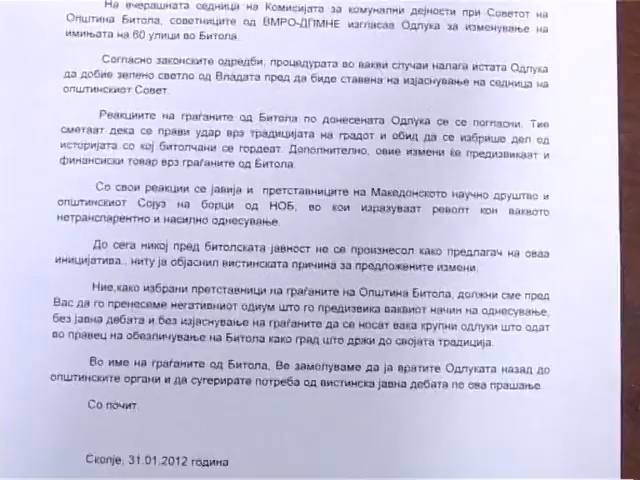 На вчерашната седница на Комисијата за комунални дејности при Советот на
Општина Битола, советниците од ВМРО-ДПМНЕ изгласаа Одлука за изменување на
имињата на 60 улици во Битола.
Согласно законските одредби, процедурата во вакви случаи налага истата Одлука
да добие зелено светло од Владата пред да биде ставена на изјаснување на седница на
општинскиот Совет.
Реакциите на граѓаните од Битола по донесената Одлука се се погласни. Тие
сметаат дека се прави удар врз традицијата на градот и обид да се избрише дел од
историјата со кој битолчани се гордеат. Дополнително, овие измени ќе предизвикаат и
финансиски товар врз граѓаните од Битола.
Со свои реакции се јавија и претставниците на Македонското научно друштво и
општинскиот Сојуз на борци од НОБ, во кои изразуваат револт кон ваквото
нетранспарентно и насилно однесување.
До сега никој пред битолската јавност не се произнесол како предлагач на оваа
иницијатива., ниту ја објаснил вистинската причина за предложените измени.
Ние,како избрани претставници на граѓаните на Општина Битола, должни сме пред
Вас да го пренесеме негативниот одиум што го предизвика ваквиот начин на однесување,
без јавна дебата и без изјаснување на граѓаните да се носат вака крупни одлуки што одат
во правец на обезличување на Битола како град што држи до својата традиција.
Во име на граѓаните од Битола, Ве замолуваме да ја вратите Одлуката назад до
општинските органи и да сугерирате потреба од вистинска јавна дебата по ова прашање.
Со почит,
Скопје, 31.01.2012 година